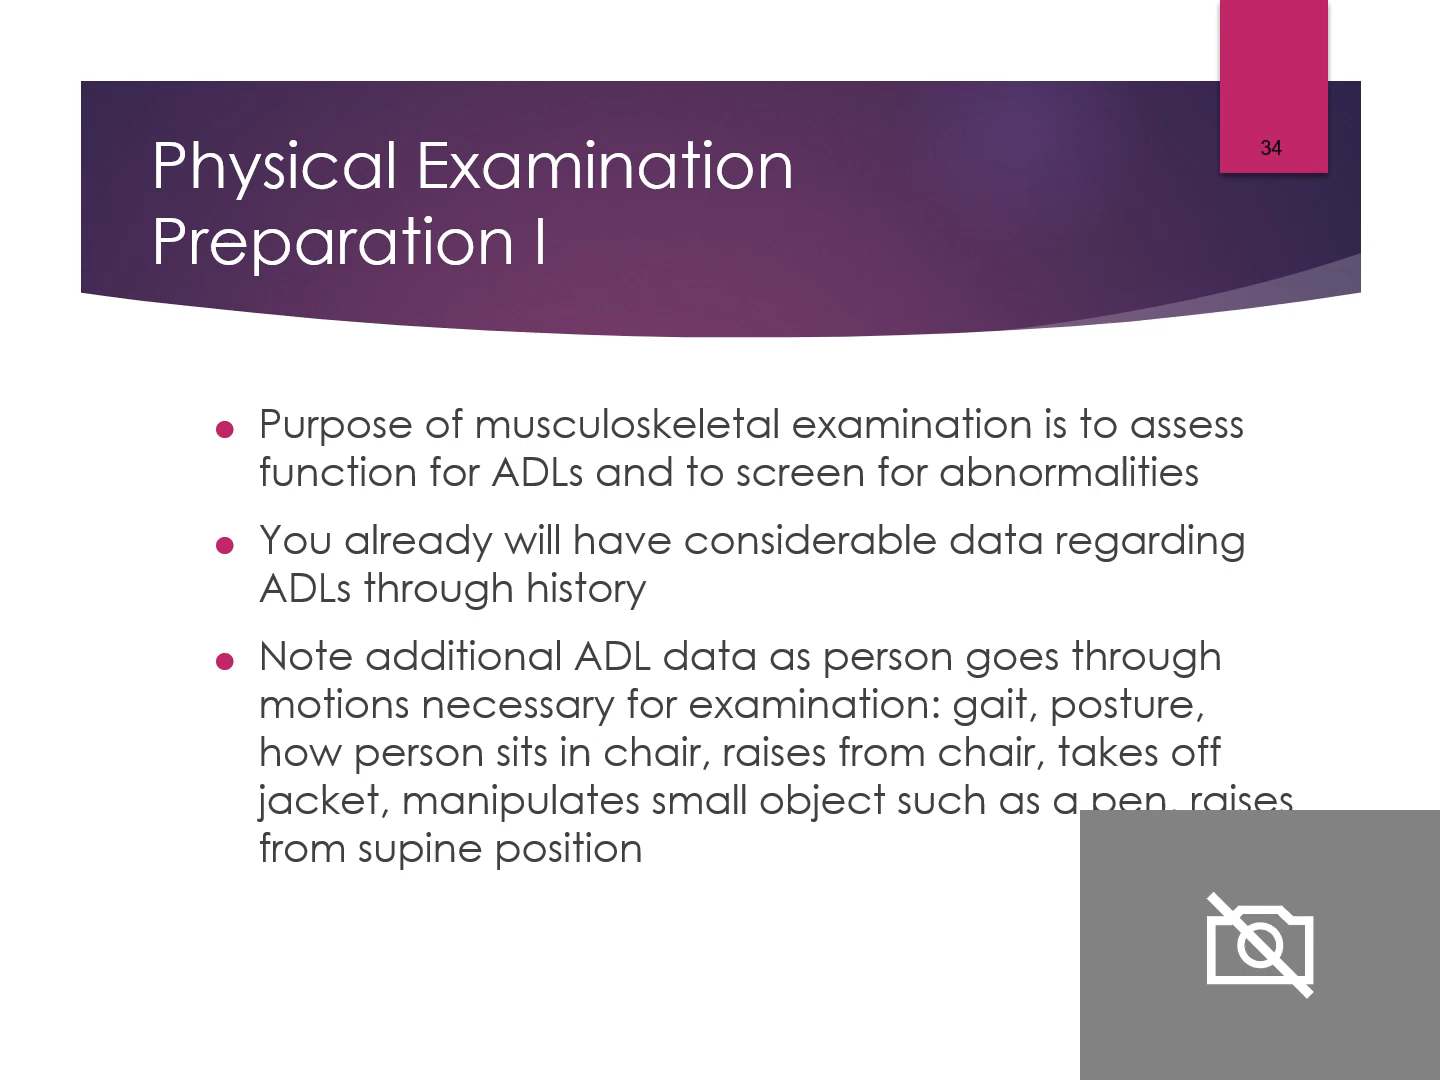 34
Physical Examination
Preparation I
Purpose of musculoskeletal examination is to assess
function for ADLs and to screen for abnormalities
You already will have considerable data regarding
ADLs through history
Note additional ADL data as person goes through
motions necessary for examination: gait, posture,
how person sits in chair, raises from chair, takes off
jacket, manipulates small object such as a pen, raises
from supine position